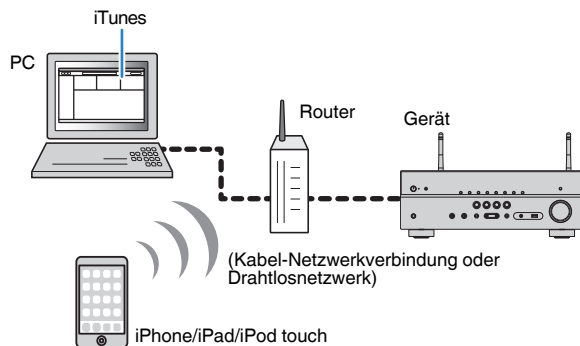 iTunes
PC
Router
Gerät
(Kabel-Netzwerkverbindung oder
Drahtlosnetzwerk)
iPhone/iPad/iPod touch